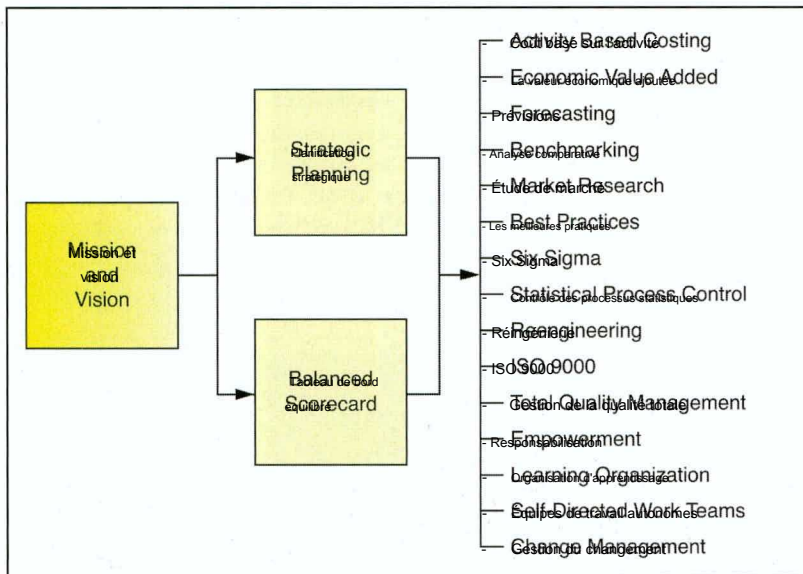 Mission
and
Vision
Mission et
vision
Strategic
Planning
Planification
stratégique
Balanced
Scorecard
Tableau de bord
équilibré
Activity Based Costing
- Coût basé sur l'activité
Economic Value Added
- La valeur économique ajoutée
Forecasting
- Prévisions
Benchmarking
- Analyse comparative
Market Research
- Étude de marché
Best Practices
- Les meilleures pratiques
Six Sigma
- Six Sigma
Statistical Process Control
- Contrôle des processus statistiques
Reengineering
- Réingénierie
ISO 9000
- ISO 9000
Total Quality Management
- Gestion de la qualité totale
Empowerment
- Responsabilisation
Learning Organization
- Organisation d'apprentissage
Self-Directed Work Teams
- Équipes de travail autonomes
Change Management
- Gestion du changement